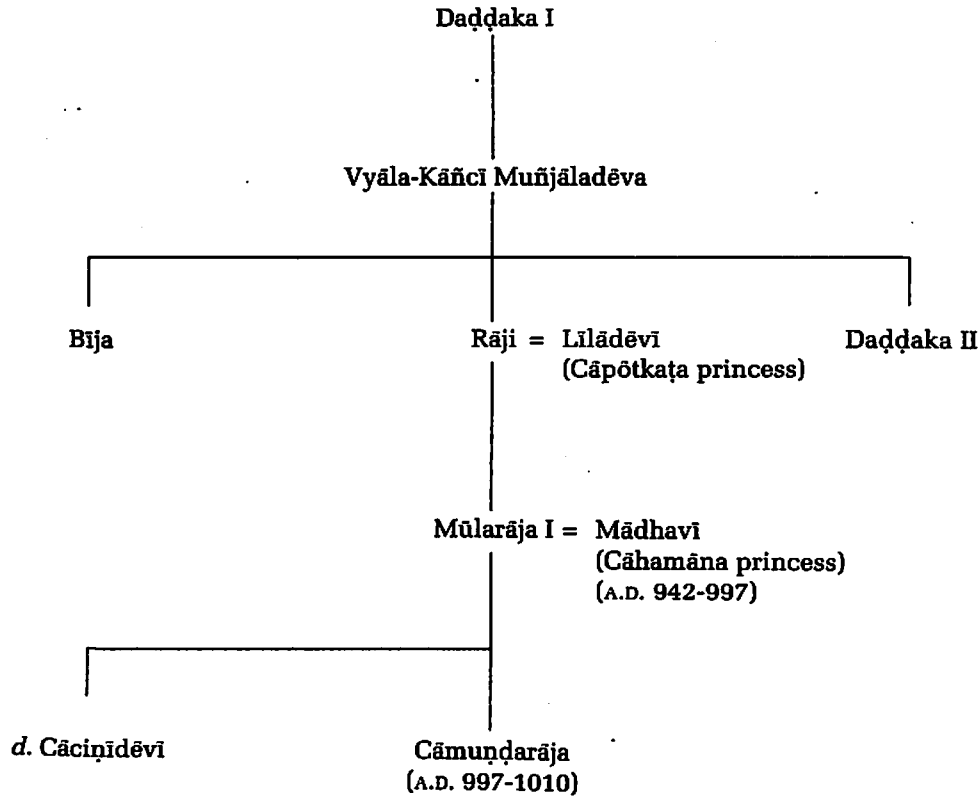 Daḍḍaka I
Vyāla-Kāñcī Muñjāladēva
Bīja
Rāji = Līlādēvī
(Cāpōtkaṭa princess)
Daḍḍaka II
Mūlarāja I = Mādhavī
(Cāhamāna princess)
(A.D. 942-997)
d. Cāciṇīdēvī
Cāmuṇḍarāja
(A.D. 997-1010)